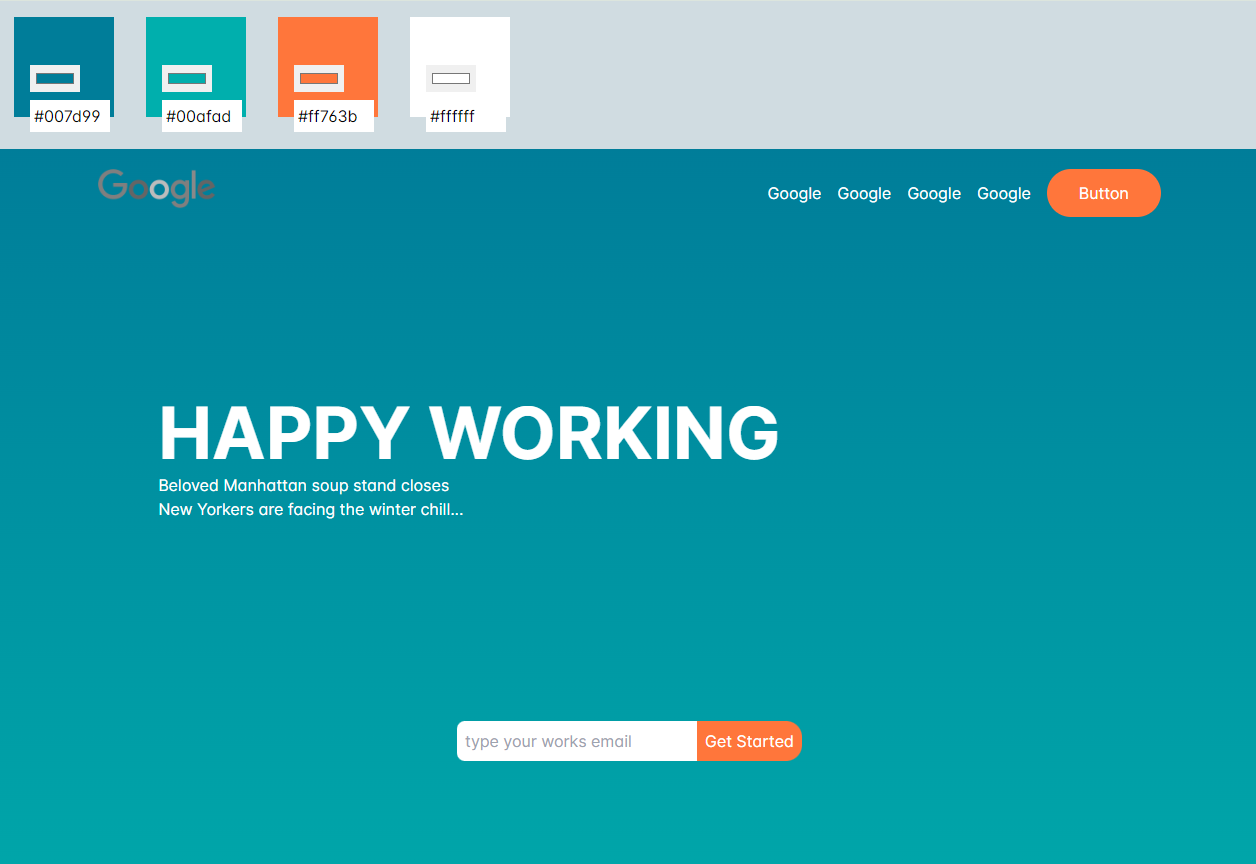 #007d99 #00afad #ff763b #ffffff
Google Google Google Google Google Button
HAPPY WORKING
Beloved Manhattan soup stand closes
New Yorkers are facing the winter chill...
type your works email Get Started